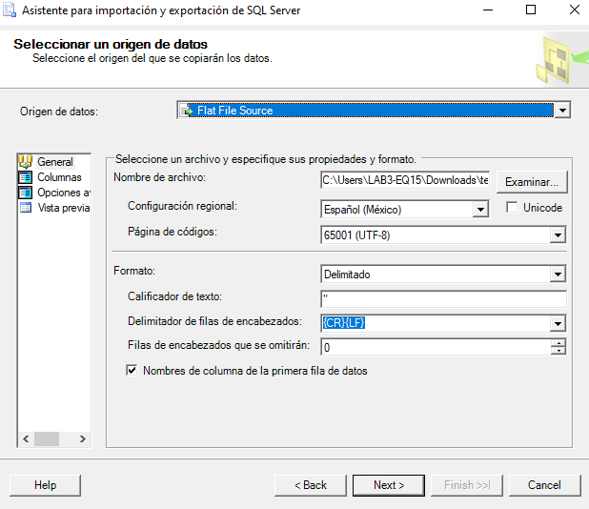 Asistente para importación y exportación de SQL Server
Seleccionar un origen de datos
Seleccione el origen del que se copiarán los datos.
Origen de datos: Flat File Source
General
Columnas
Opciones av
Vista previa
Seleccione un archivo y especifique sus propiedades y formato.
Nombre de archivo: C:\Users\LAB3-EQ15\Downloads\te Examinar...
Configuración regional: Español (México) Unicode
Página de códigos: 65001 (UTF-8)
Formato: Delimitado
Calificador de texto: "
Delimitador de filas de encabezados: {CR}{LF}
Filas de encabezados que se omitirán: 0
Nombres de columna de la primera fila de datos
Help < Back Next > Finish >>| Cancel